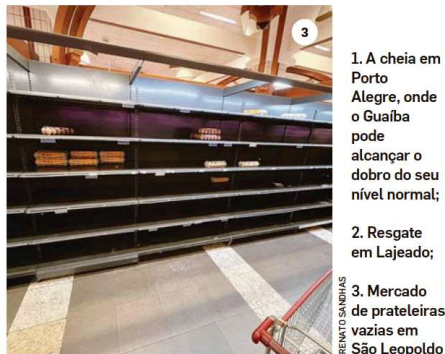 3
1. A cheia em
Porto
Alegre, onde
o Guaíba
pode
alcançar o
dobro do seu
nível normal;
2. Resgate
em Lajeado;
3. Mercado
de prateleiras
vazias em
São Leopoldo
RENATO SANDHAS